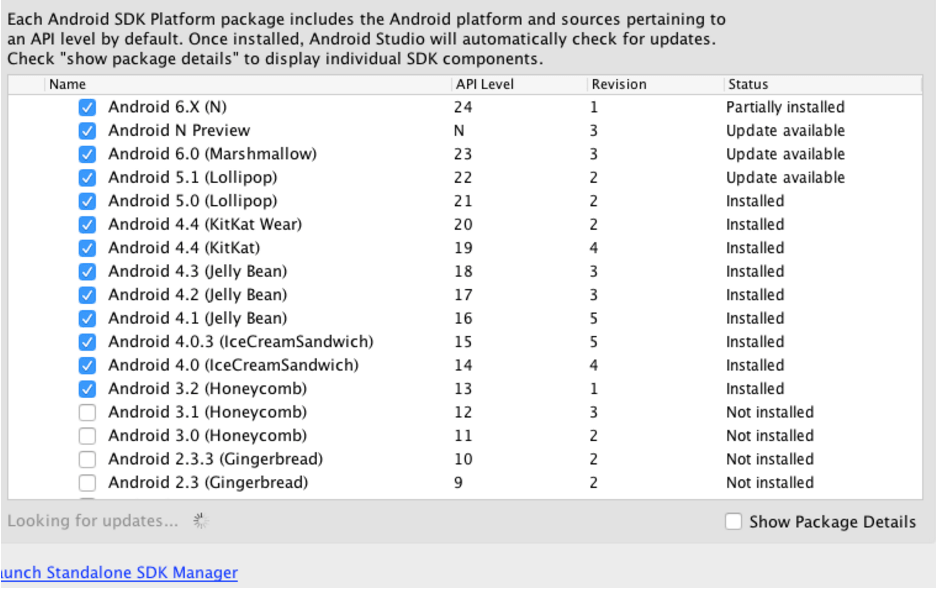 Each Android SDK Platform package includes the Android platform and sources pertaining to
an API level by default. Once installed, Android Studio will automatically check for updates.
Check "show package details" to display individual SDK components.
Name API Level Revision Status
Android 6.X (N) 24 1 Partially installed
Android N Preview N 3 Update available
Android 6.0 (Marshmallow) 23 3 Update available
Android 5.1 (Lollipop) 22 2 Update available
Android 5.0 (Lollipop) 21 2 Installed
Android 4.4 (KitKat Wear) 20 2 Installed
Android 4.4 (KitKat) 19 4 Installed
Android 4.3 (Jelly Bean) 18 3 Installed
Android 4.2 (Jelly Bean) 17 3 Installed
Android 4.1 (Jelly Bean) 16 5 Installed
Android 4.0.3 (IceCreamSandwich) 15 5 Installed
Android 4.0 (IceCreamSandwich) 14 4 Installed
Android 3.2 (Honeycomb) 13 1 Installed
Android 3.1 (Honeycomb) 12 3 Not installed
Android 3.0 (Honeycomb) 11 2 Not installed
Android 2.3.3 (Gingerbread) 10 2 Not installed
Android 2.3 (Gingerbread) 9 2 Not installed
Looking for updates... Show Package Details
aunch Standalone SDK Manager